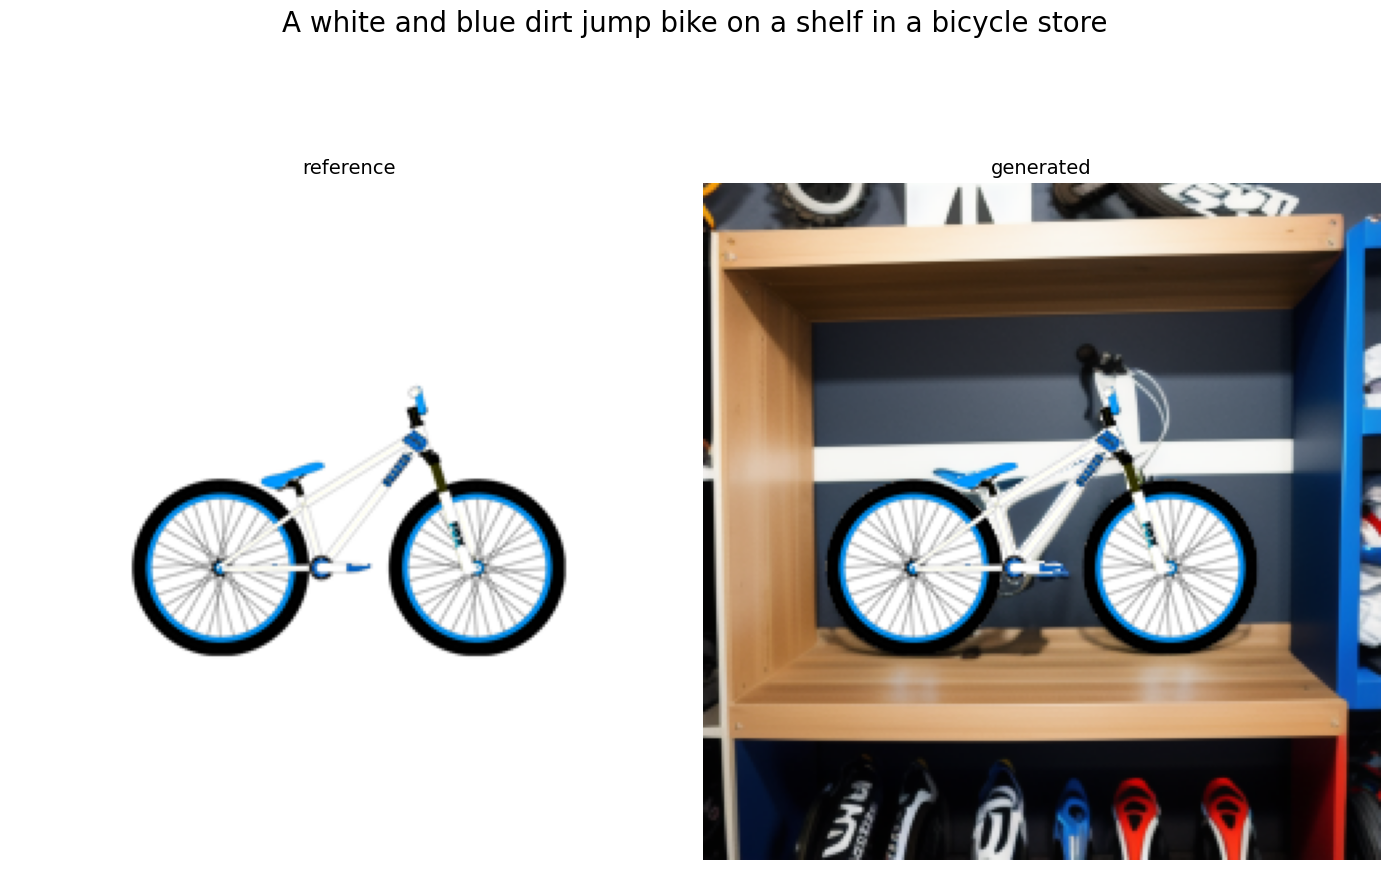 A white and blue dirt jump bike on a shelf in a bicycle store
reference
generated